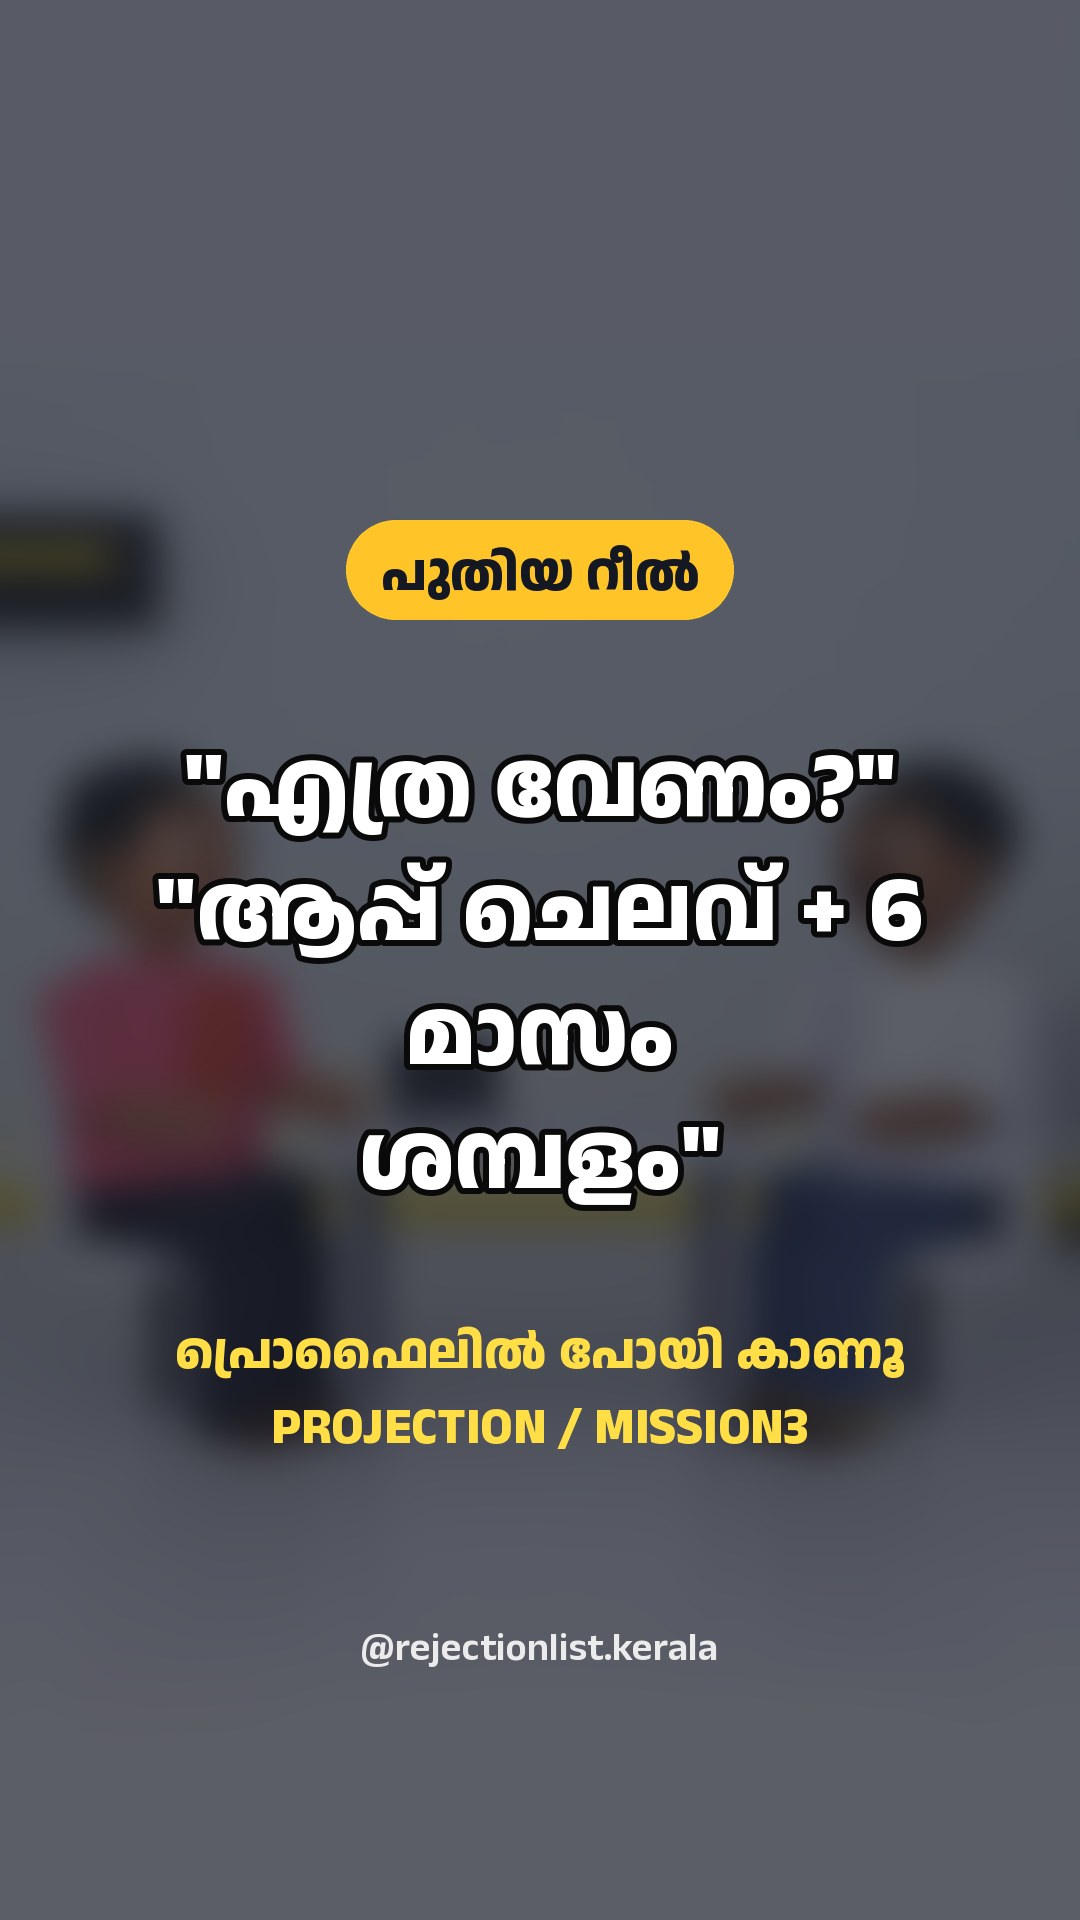 പുതിയ റീൽ
"എത്ര വേണം?"
"ആപ്പ് ചെലവ് + 6
മാസം
ശമ്പളം"
പ്രൊഫൈലിൽ പോയി കാണൂ
PROJECTION / MISSION3
@rejectionlist.kerala